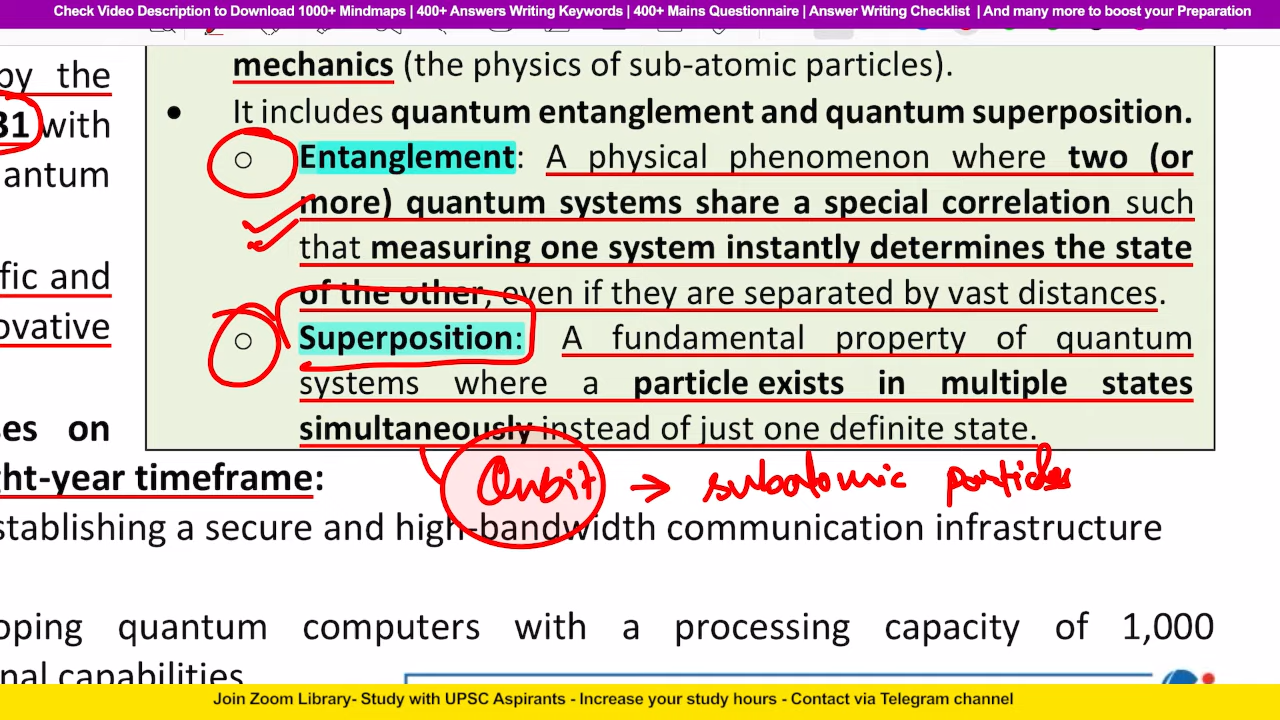 Check Video Description to Download 1000+ Mindmaps | 400+ Answers Writing Keywords | 400+ Mains Questionnaire | Answer Writing Checklist | And many more to boost your Preparation
mechanics (the physics of sub-atomic particles).
by the
• It includes quantum entanglement and quantum superposition.
31 with
○ Entanglement: A physical phenomenon where two (or
antum
more) quantum systems share a special correlation such
that measuring one system instantly determines the state
fic and
of the other, even if they are separated by vast distances.
ovative
○ Superposition: A fundamental property of quantum
systems where a particle exists in multiple states
ses on
simultaneously instead of just one definite state.
ght-year timeframe:
Qubit → subatomic particles
stablishing a secure and high-bandwidth communication infrastructure
oping quantum computers with a processing capacity of 1,000
nal capabilities
Join Zoom Library- Study with UPSC Aspirants - Increase your study hours - Contact via Telegram channel